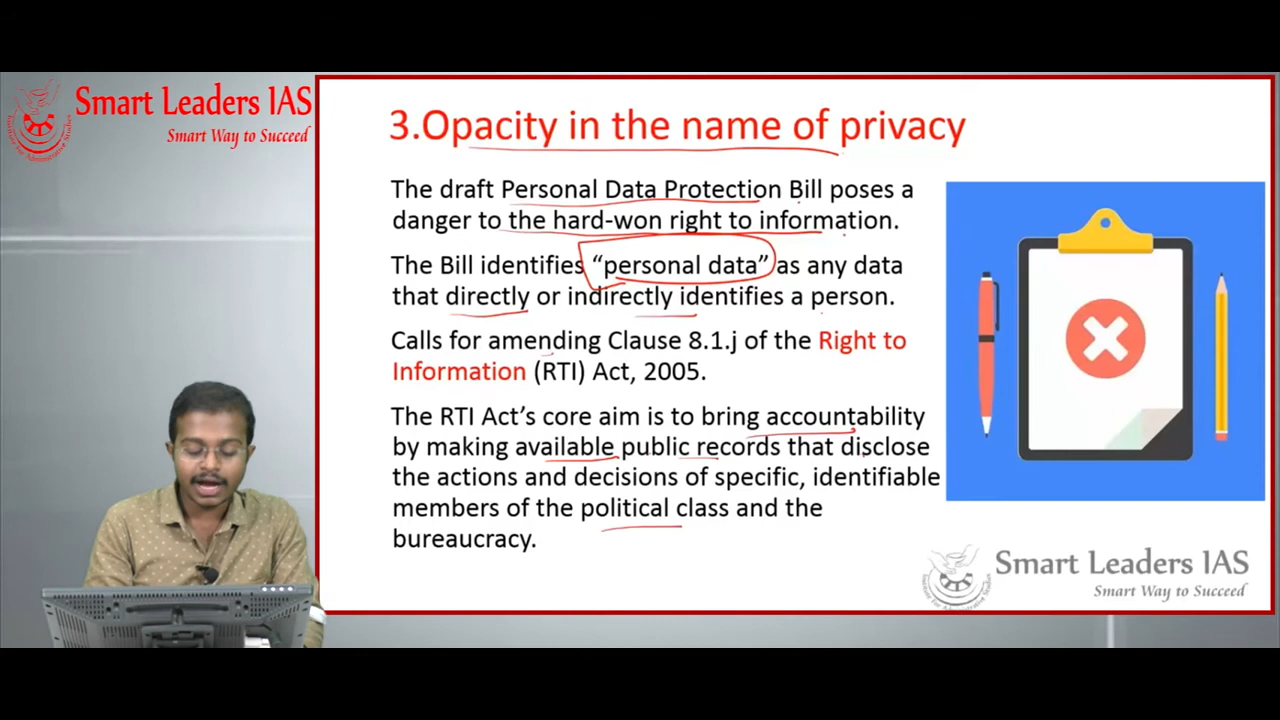 Smart Leaders IAS
Smart Way to Succeed
3.Opacity in the name of privacy
The draft Personal Data Protection Bill poses a
danger to the hard-won right to information.
The Bill identifies “personal data” as any data
that directly or indirectly identifies a person.
Calls for amending Clause 8.1.j of the Right to
Information (RTI) Act, 2005.
The RTI Act’s core aim is to bring accountability
by making available public records that disclose
the actions and decisions of specific, identifiable
members of the political class and the
bureaucracy.
Smart Leaders IAS
Smart Way to Succeed